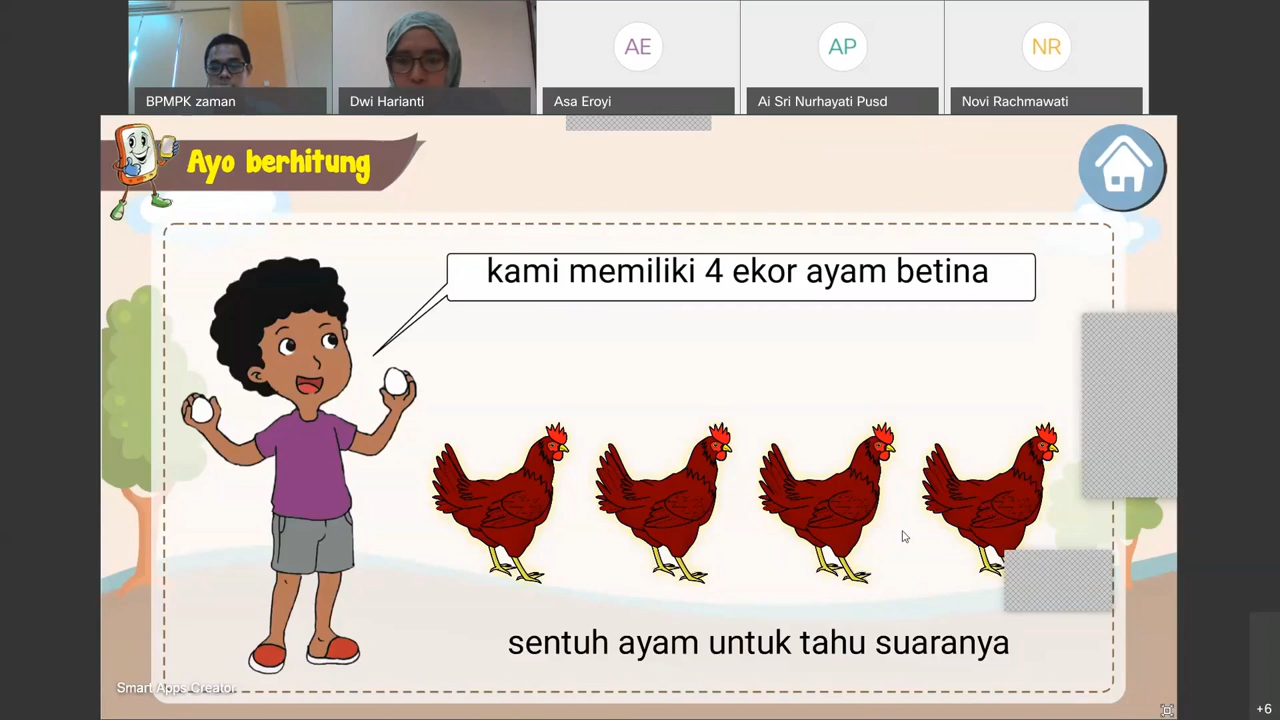 AE
AP
NR
BPMPK zaman
Dwi Harianti
Asa Eroyi
Ai Sri Nurhayati Pusd
Novi Rachmawati
Ayo berhitung
kami memiliki 4 ekor ayam betina
sentuh ayam untuk tahu suaranya
Smart Apps Creator
+6